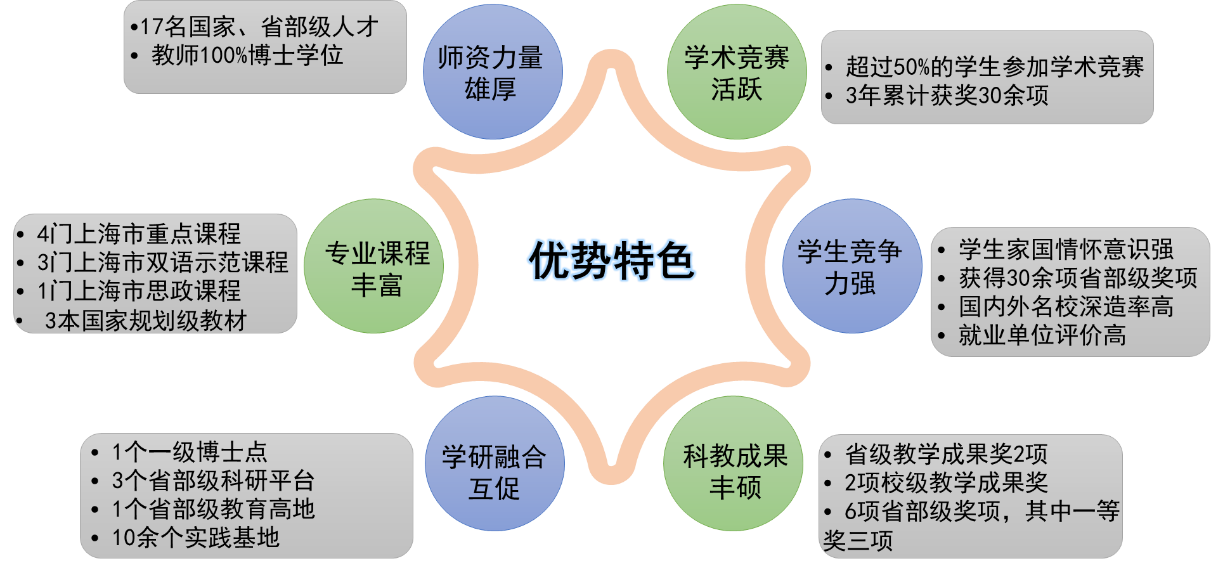 •17名国家、省部级人才
• 教师100%博士学位
师资力量
雄厚
学术竞赛
活跃
• 超过50%的学生参加学术竞赛
• 3年累计获奖30余项
• 4门上海市重点课程
• 3门上海市双语示范课程
• 1门上海市思政课程
• 3本国家规划级教材
专业课程
丰富
优势特色
学生竞争
力强
• 学生家国情怀意识强
• 获得30余项省部级奖项
• 国内外名校深造率高
• 就业单位评价高
• 1个一级博士点
• 3个省部级科研平台
• 1个省部级教育高地
• 10余个实践基地
学研融合
互促
科教成果
丰硕
• 省级教学成果奖2项
• 2项校级教学成果奖
• 6项省部级奖项，其中一等
奖三项